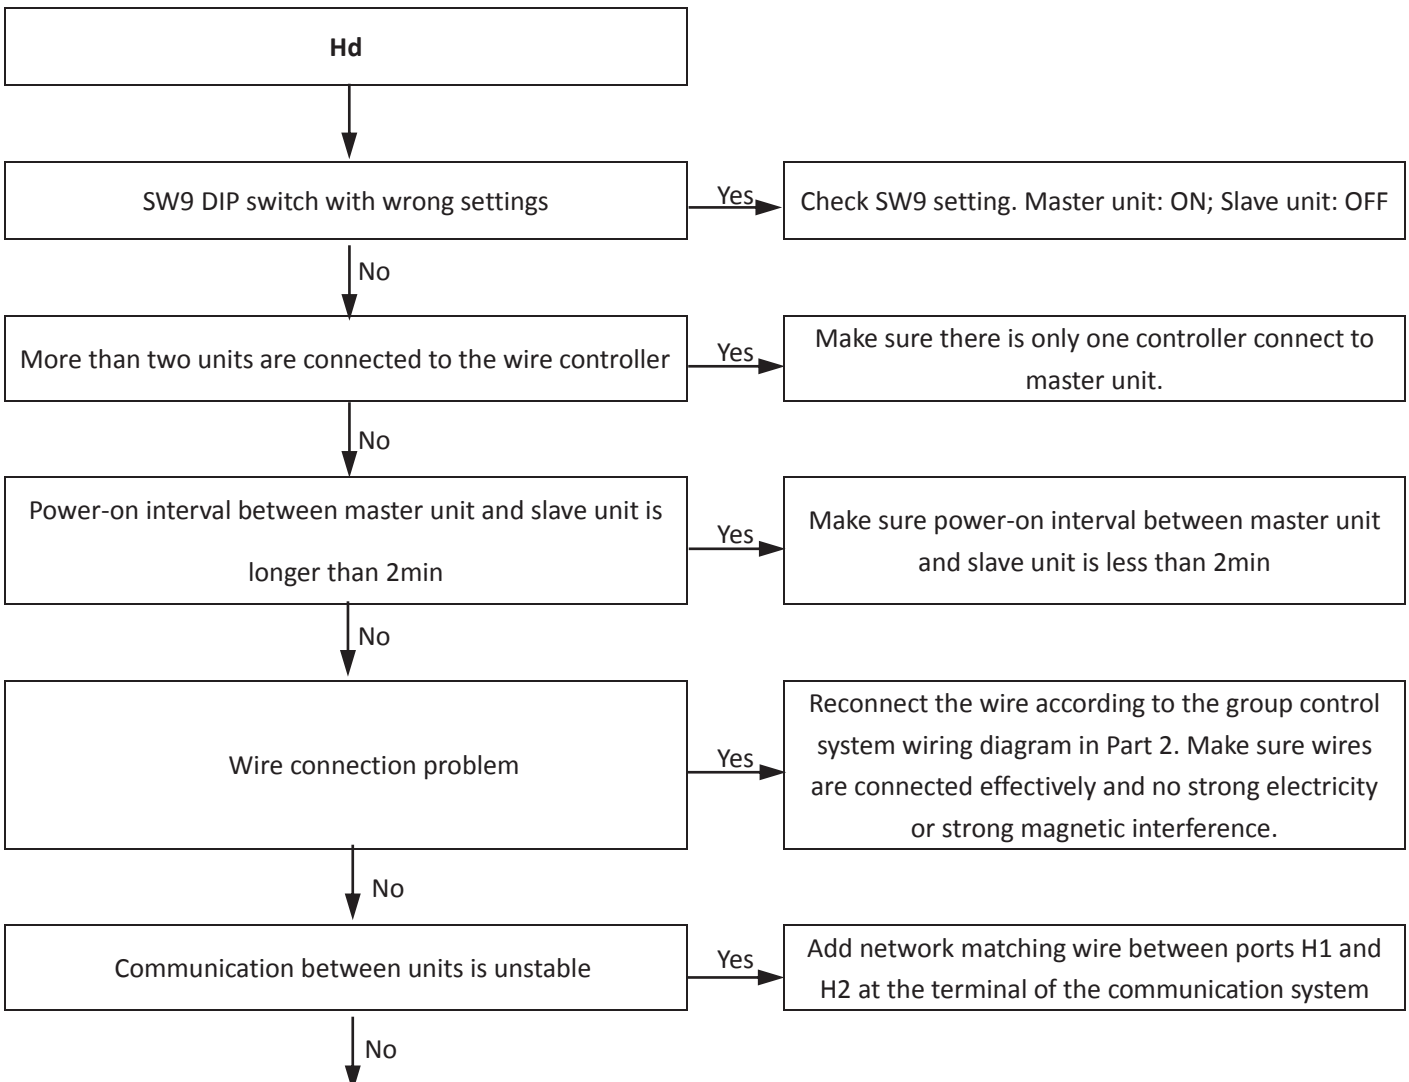 Hd
SW9 DIP switch with wrong settings
Yes
Check SW9 setting. Master unit: ON; Slave unit: OFF
No
More than two units are connected to the wire controller
Yes
Make sure there is only one controller connect to
master unit.
No
Power-on interval between master unit and slave unit is
longer than 2min
Yes
Make sure power-on interval between master unit
and slave unit is less than 2min
No
Wire connection problem
Yes
Reconnect the wire according to the group control
system wiring diagram in Part 2. Make sure wires
are connected effectively and no strong electricity
or strong magnetic interference.
No
Communication between units is unstable
Yes
Add network matching wire between ports H1 and
H2 at the terminal of the communication system
No